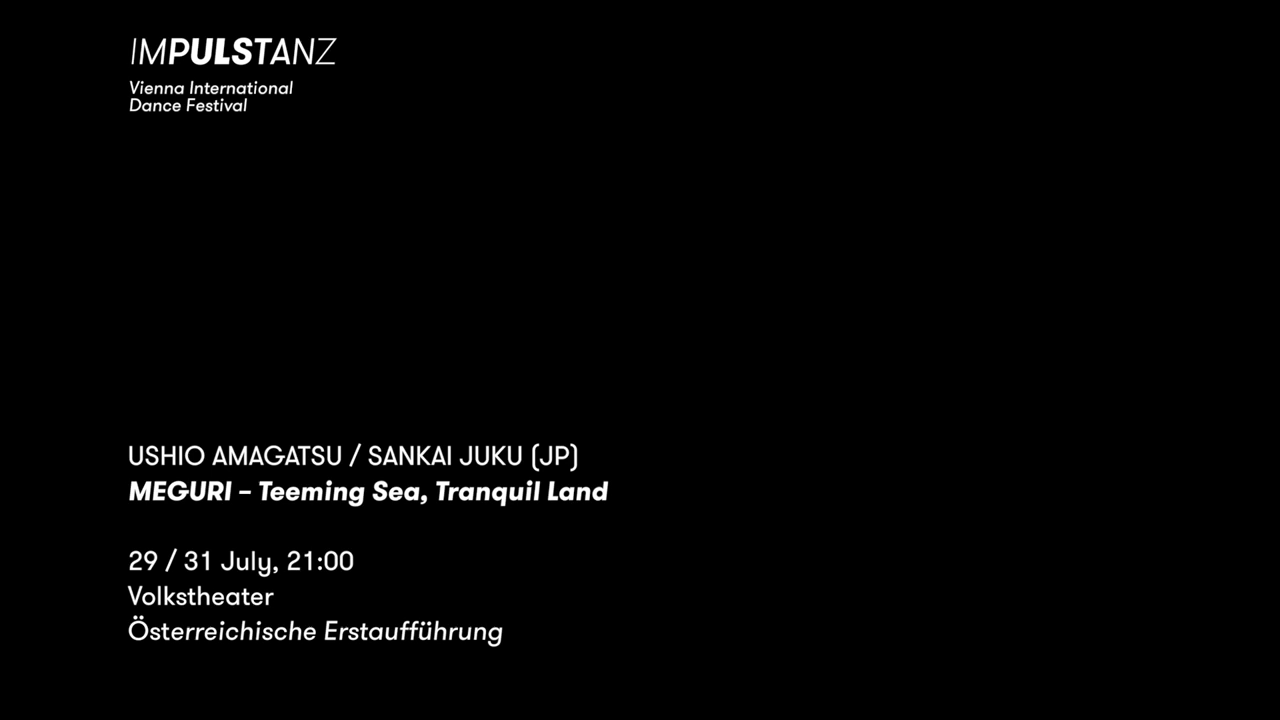 IMPULSTANZ
Vienna International
Dance Festival
USHIO AMAGATSU / SANKAI JUKU (JP)
MEGURI – Teeming Sea, Tranquil Land
29 / 31 July, 21:00
Volkstheater
Österreichische Erstaufführung